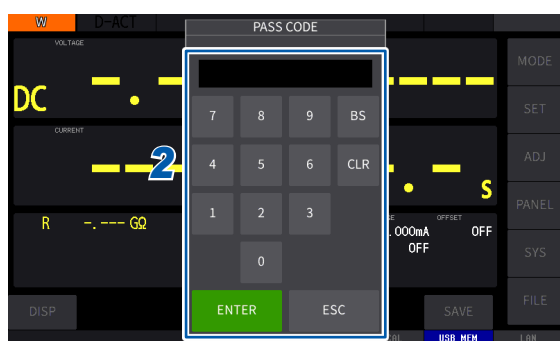 W D-ACT PASS CODE
VOLTAGE
MODE
DC -.-
7 8 9 BS
SET
CURRENT
2
4 5 6 CLR
ADJ
S
PANEL
1 2 3
R -.--- GΩ
OFFSET
.000mA OFF
OFF
0
SYS
DISP
ENTER ESC
SAVE
FILE
USB MEM LAN